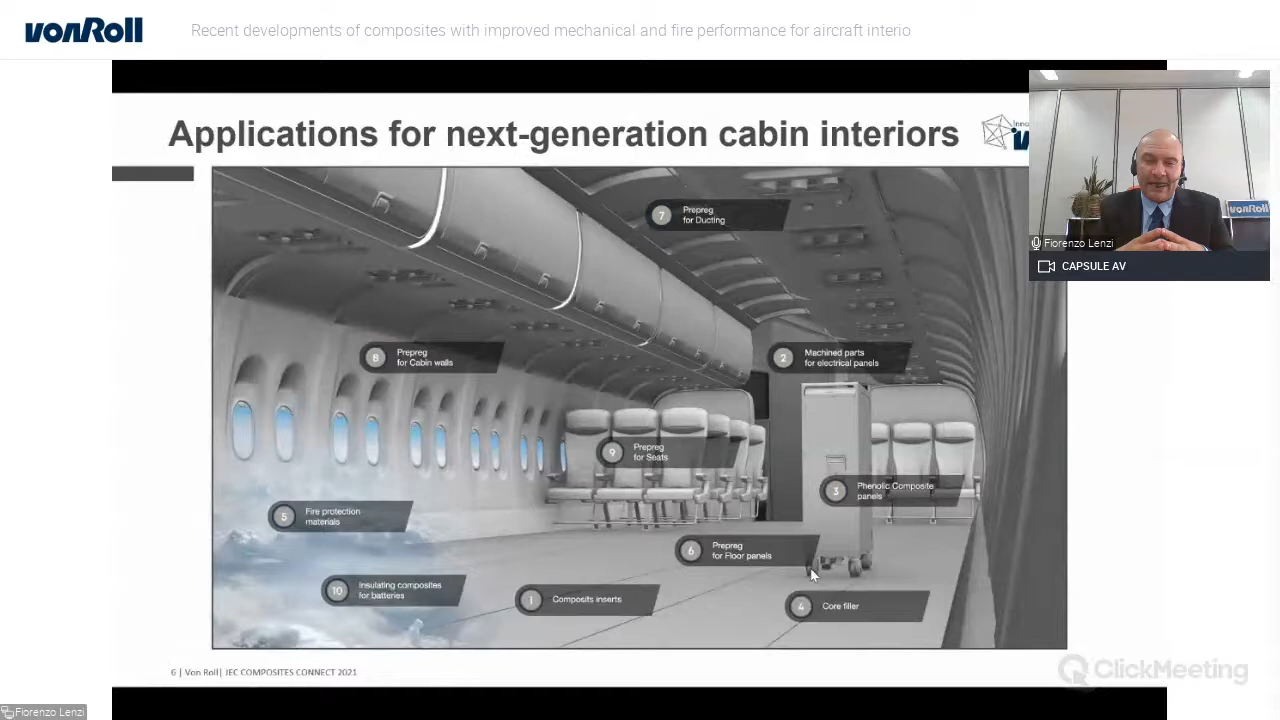 vonRoll
Recent developments of composites with improved mechanical and fire performance for aircraft interio
Applications for next-generation cabin interiors
7
Prepreg
for Ducting
vonRoll
Fiorenzo Lenzi
CAPSULE AV
8
Prepreg
for Cabin walls
2
Machined parts
for electrical panels
9
Prepreg
for Seats
3
Phenolic Composite
panels
5
Fire protection
materials
6
Prepreg
for Floor panels
10
Insulating composites
for batteries
1
Composits inserts
4
Core filler
6 | Von Roll| JEC COMPOSITES CONNECT 2021
ClickMeeting
Fiorenzo Lenzi